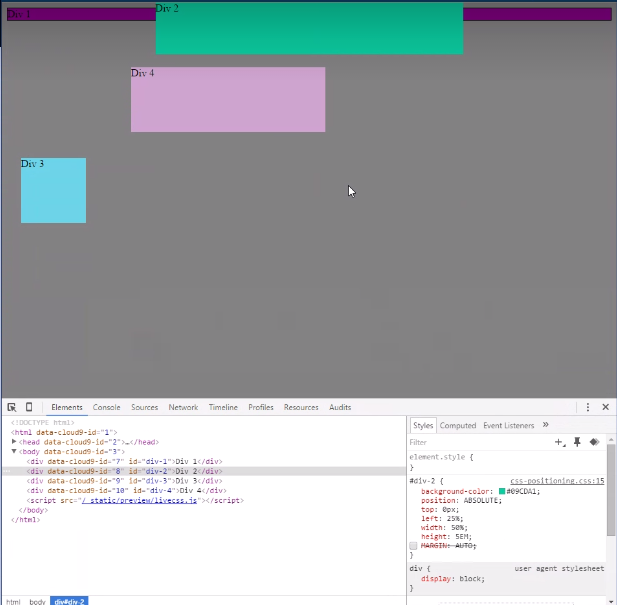 Div 1
Div 2
Div 4
Div 3
Elements Console Sources Network Timeline Profiles Resources Audits
<!DOCTYPE html>
<html data-cloud9-id="1">
<head data-cloud9-id="2">…</head>
<body data-cloud9-id="3">
<div data-cloud9-id="7" id="div-1">Div 1</div>
<div data-cloud9-id="8" id="div-2">Div 2</div>
<div data-cloud9-id="9" id="div-3">Div 3</div>
<div data-cloud9-id="10" id="div-4">Div 4</div>
<script src="/_static/preview/livecss.js"></script>
</body>
</html>
html body div#div-2
Styles Computed Event Listeners »
Filter
element.style {
}
#div-2 { css-positioning.css:15
background-color: #09CDA1;
position: ABSOLUTE;
top: 0px;
left: 25%;
width: 50%;
height: 5EM;
MARGIN: AUTO;
}
div { user agent stylesheet
display: block;
}